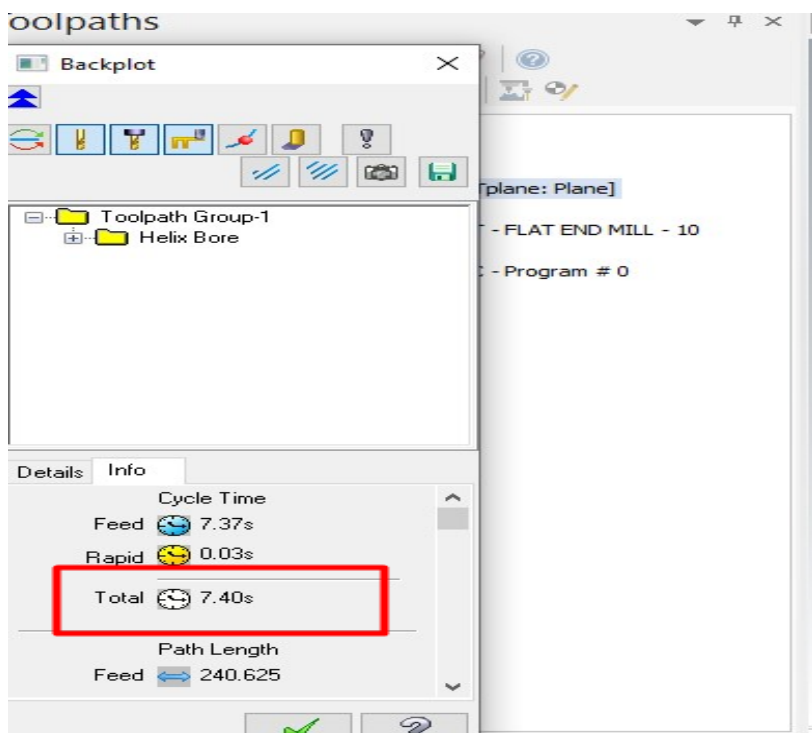 oolpaths
Backplot
Tplane: Plane]
Toolpath Group-1
Helix Bore
- FLAT END MILL - 10
- Program # 0
Details Info
Cycle Time
Feed 7.37s
Rapid 0.03s
Total 7.40s
Path Length
Feed 240.625